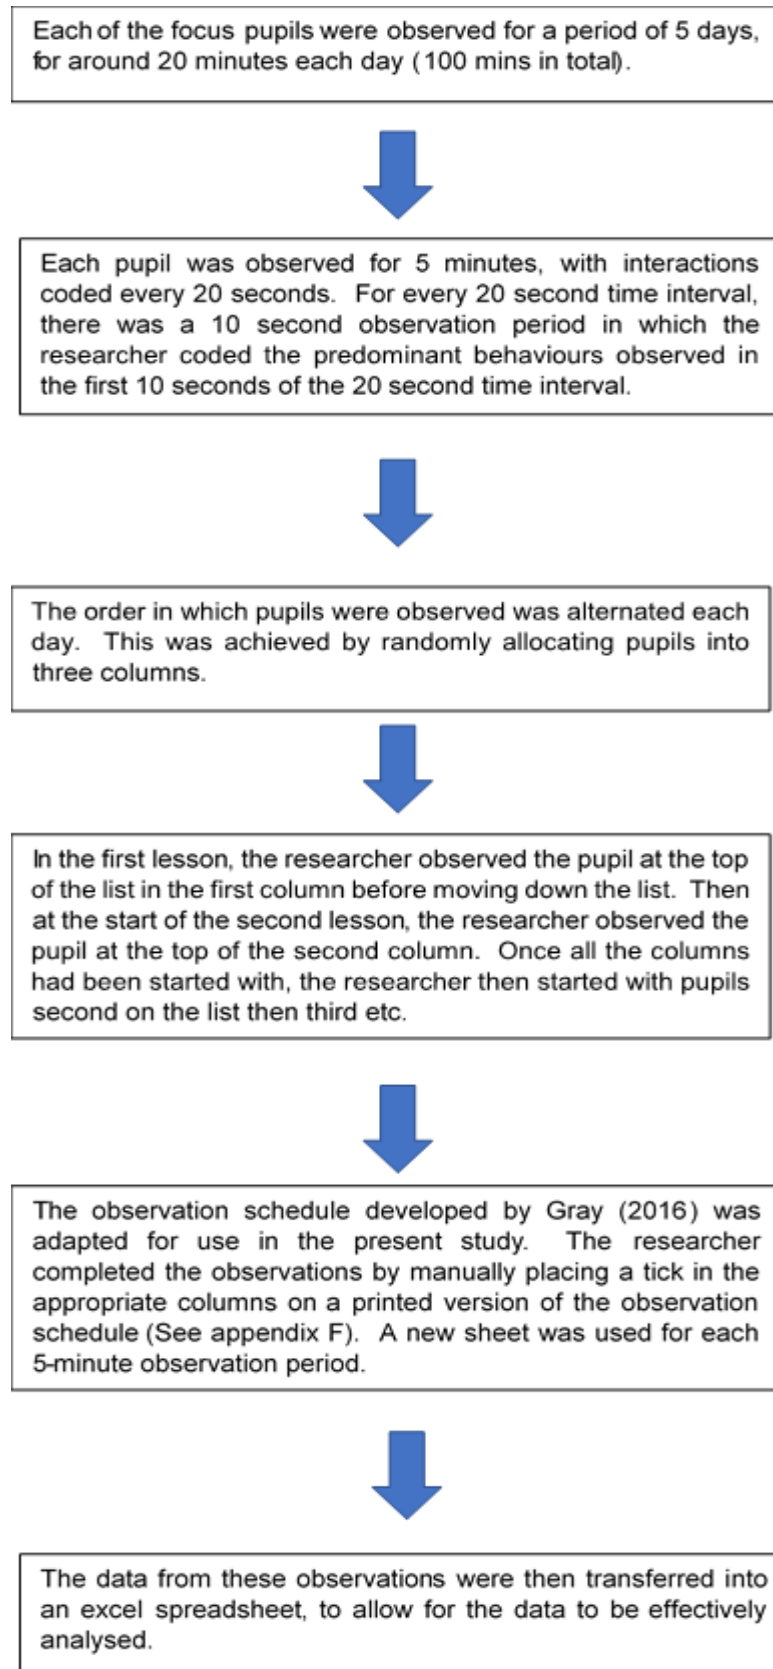 Each of the focus pupils were observed for a period of 5 days,
for around 20 minutes each day (100 mins in total).
Each pupil was observed for 5 minutes, with interactions
coded every 20 seconds. For every 20 second time interval,
there was a 10 second observation period in which the
researcher coded the predominant behaviours observed in
the first 10 seconds of the 20 second time interval.
The order in which pupils were observed was alternated each
day. This was achieved by randomly allocating pupils into
three columns.
In the first lesson, the researcher observed the pupil at the top
of the list in the first column before moving down the list. Then
at the start of the second lesson, the researcher observed the
pupil at the top of the second column. Once all the columns
had been started with, the researcher then started with pupils
second on the list then third etc.
The observation schedule developed by Gray (2016) was
adapted for use in the present study. The researcher
completed the observations by manually placing a tick in the
appropriate columns on a printed version of the observation
schedule (See appendix F). A new sheet was used for each
5-minute observation period.
The data from these observations were then transferred into
an excel spreadsheet, to allow for the data to be effectively
analysed.